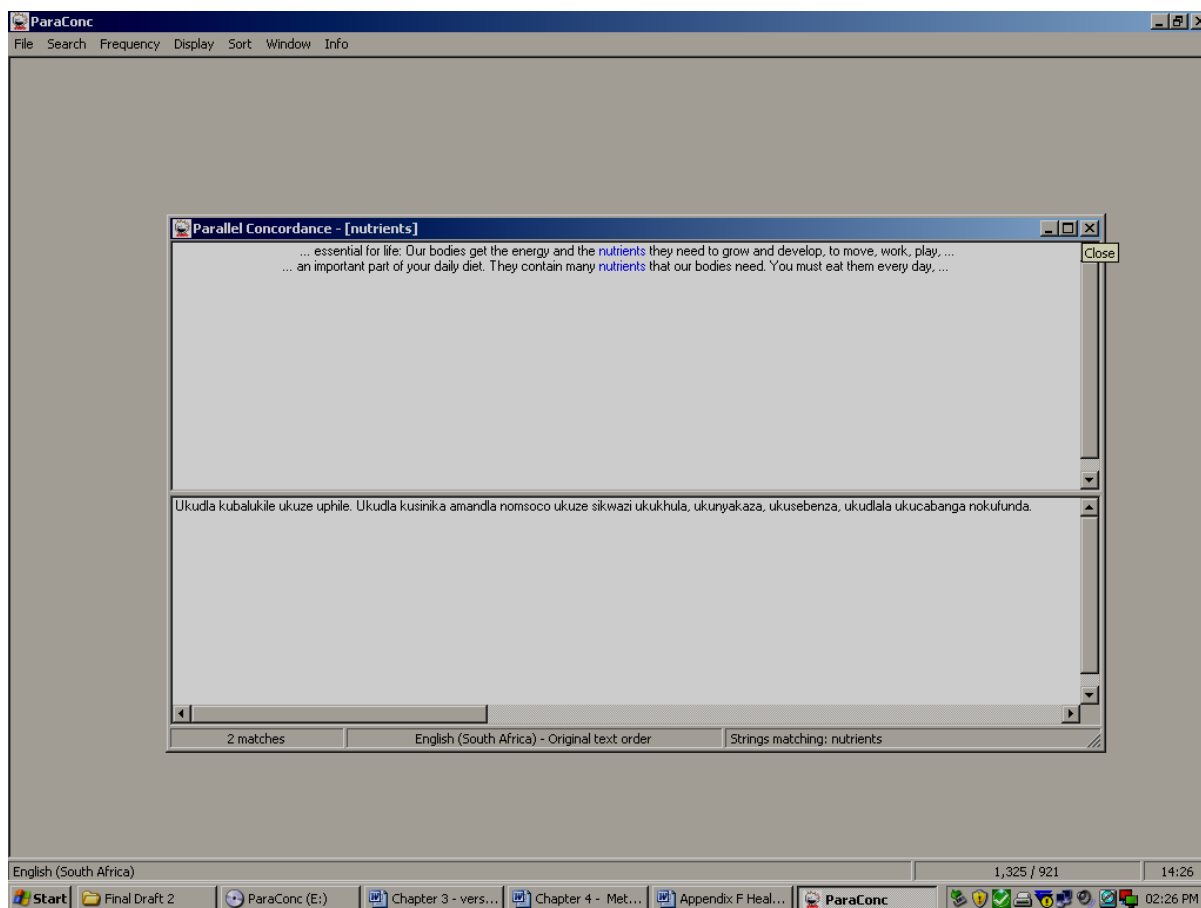 ParaConc
File Search Frequency Display Sort Window Info
Parallel Concordance - [nutrients]
... essential for life: Our bodies get the energy and the nutrients they need to grow and develop, to move, work, play, ...
... an important part of your daily diet. They contain many nutrients that our bodies need. You must eat them every day, ...
Close
Ukudla kubalukile ukuze uphile. Ukudla kusinika amandla nomsoco ukuze sikwazi ukukhula, ukunyakaza, ukusebenza, ukudlala ukucabanga nokufunda.
2 matches English (South Africa) - Original text order Strings matching: nutrients
English (South Africa) 1,325 / 921 14:26
Start Final Draft 2 ParaConc (E:) Chapter 3 - vers... Chapter 4 - Met... Appendix F Heal... ParaConc 02:26 PM